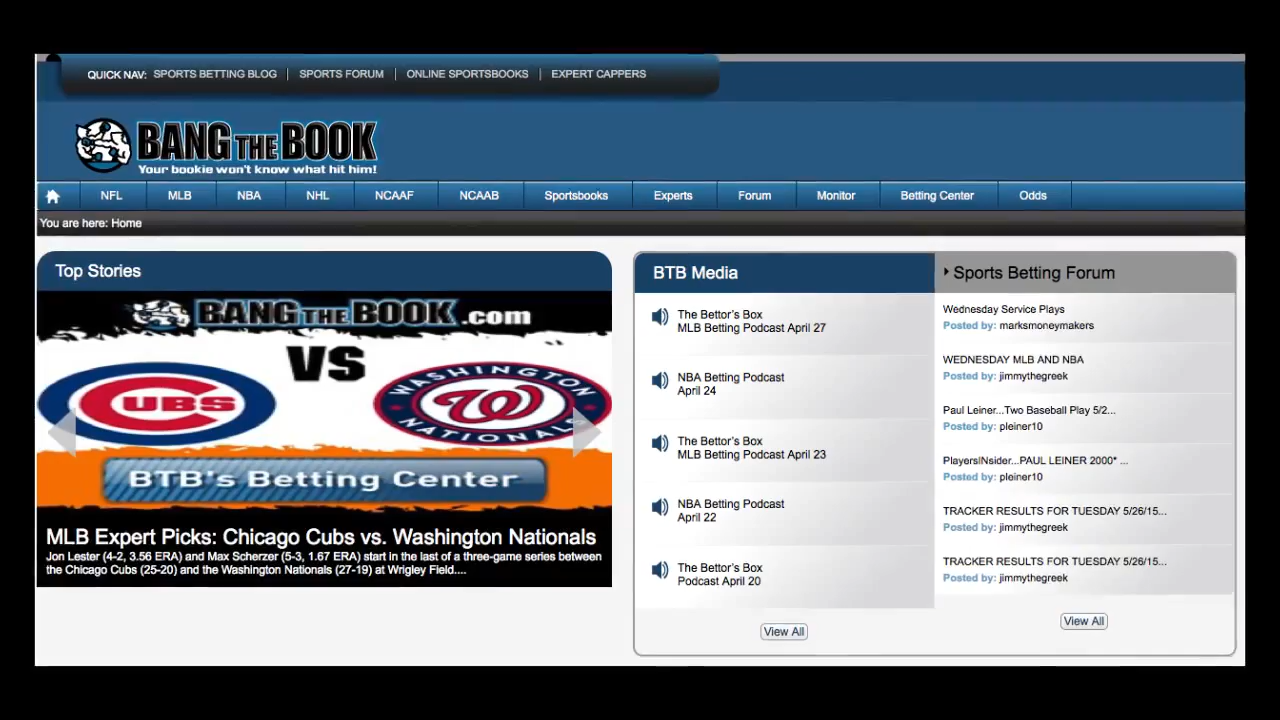 QUICK NAV: SPORTS BETTING BLOG | SPORTS FORUM | ONLINE SPORTSBOOKS | EXPERT CAPPERS
BANG THE BOOK
Your bookie won't know what hit him!
NFL MLB NBA NHL NCAAF NCAAB Sportsbooks Experts Forum Monitor Betting Center Odds
You are here: Home
Top Stories
BANG THE BOOK.com
VS
CUBS
WASHINGTON NATIONALS
W
BTB's Betting Center
MLB Expert Picks: Chicago Cubs vs. Washington Nationals
Jon Lester (4-2, 3.56 ERA) and Max Scherzer (5-3, 1.67 ERA) start in the last of a three-game series between
the Chicago Cubs (25-20) and the Washington Nationals (27-19) at Wrigley Field....
BTB Media
The Bettor's Box
MLB Betting Podcast April 27
NBA Betting Podcast
April 24
The Bettor's Box
MLB Betting Podcast April 23
NBA Betting Podcast
April 22
The Bettor's Box
Podcast April 20
View All
Sports Betting Forum
Wednesday Service Plays
Posted by: marksmoneymakers
WEDNESDAY MLB AND NBA
Posted by: jimmythegreek
Paul Leiner...Two Baseball Play 5/2...
Posted by: pleiner10
Players!Nsider...PAUL LEINER 2000* ...
Posted by: pleiner10
TRACKER RESULTS FOR TUESDAY 5/26/15...
Posted by: jimmythegreek
TRACKER RESULTS FOR TUESDAY 5/26/15...
Posted by: jimmythegreek
View All